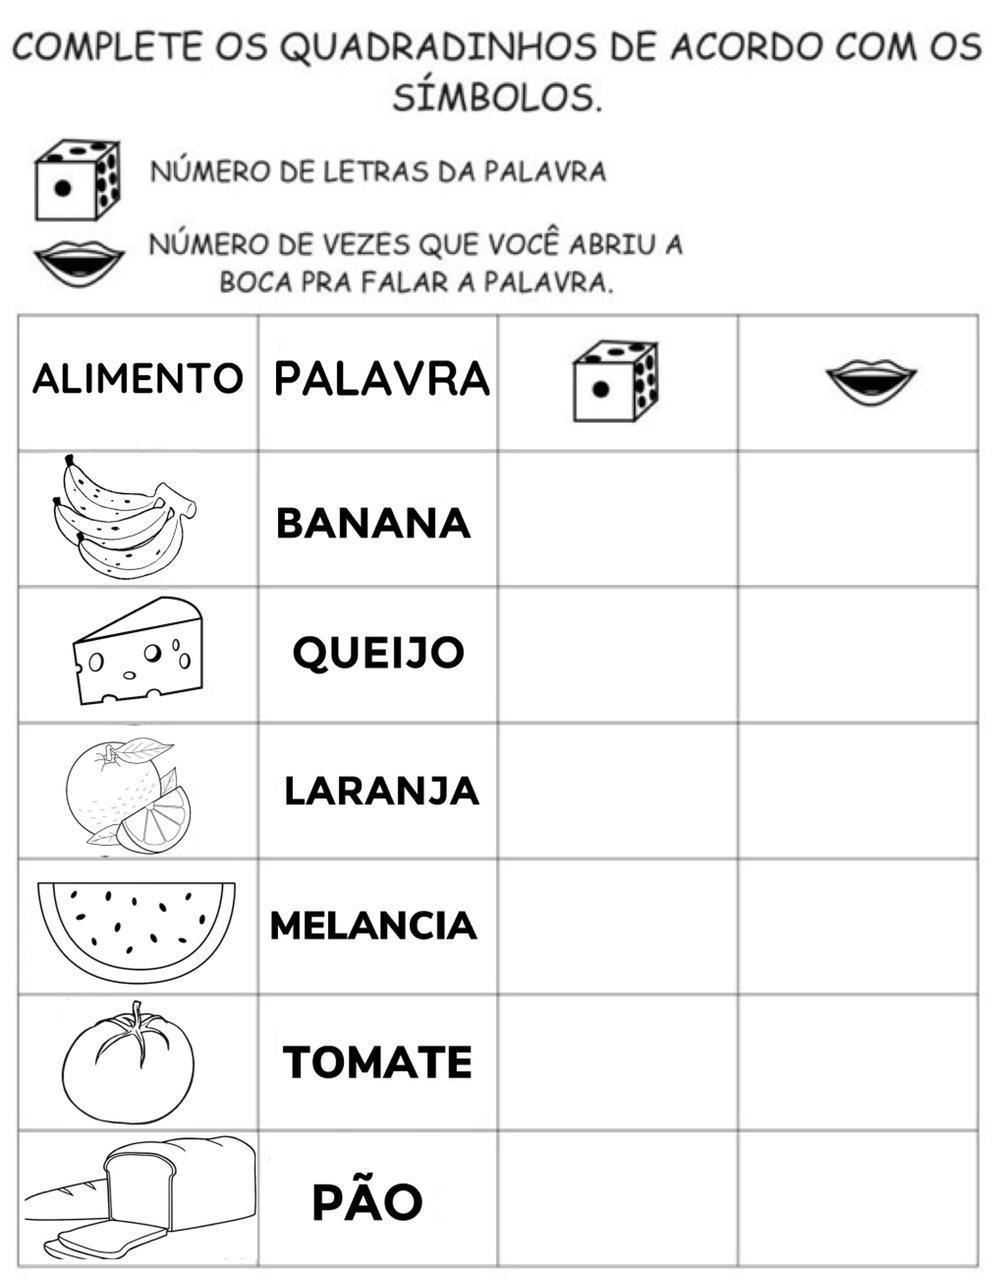 COMPLETE OS QUADRADINHOS DE ACORDO COM OS
SÍMBOLOS.
NÚMERO DE LETRAS DA PALAVRA
NÚMERO DE VEZES QUE VOCÊ ABRIU A
BOCA PRA FALAR A PALAVRA.
ALIMENTO PALAVRA
BANANA
QUEIJO
LARANJA
MELANCIA
TOMATE
PÃO